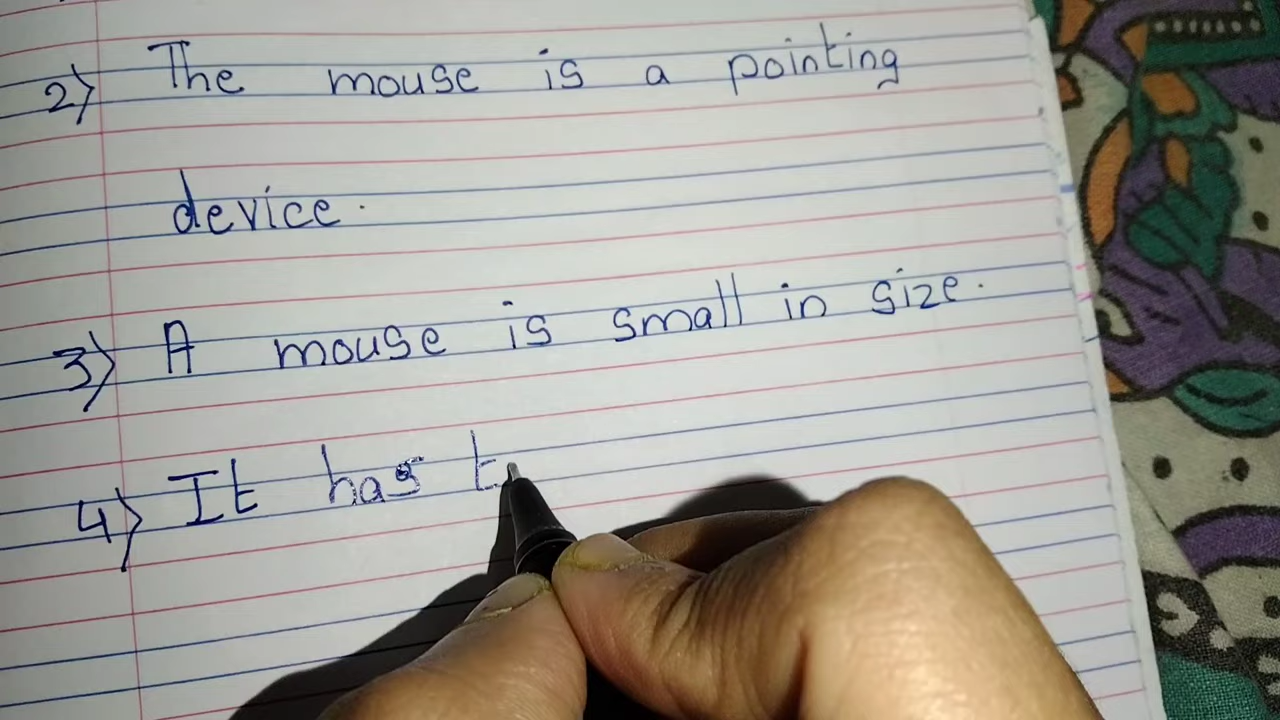 2) The mouse is a pointing
device.
3) A mouse is small in size.
4) It has t